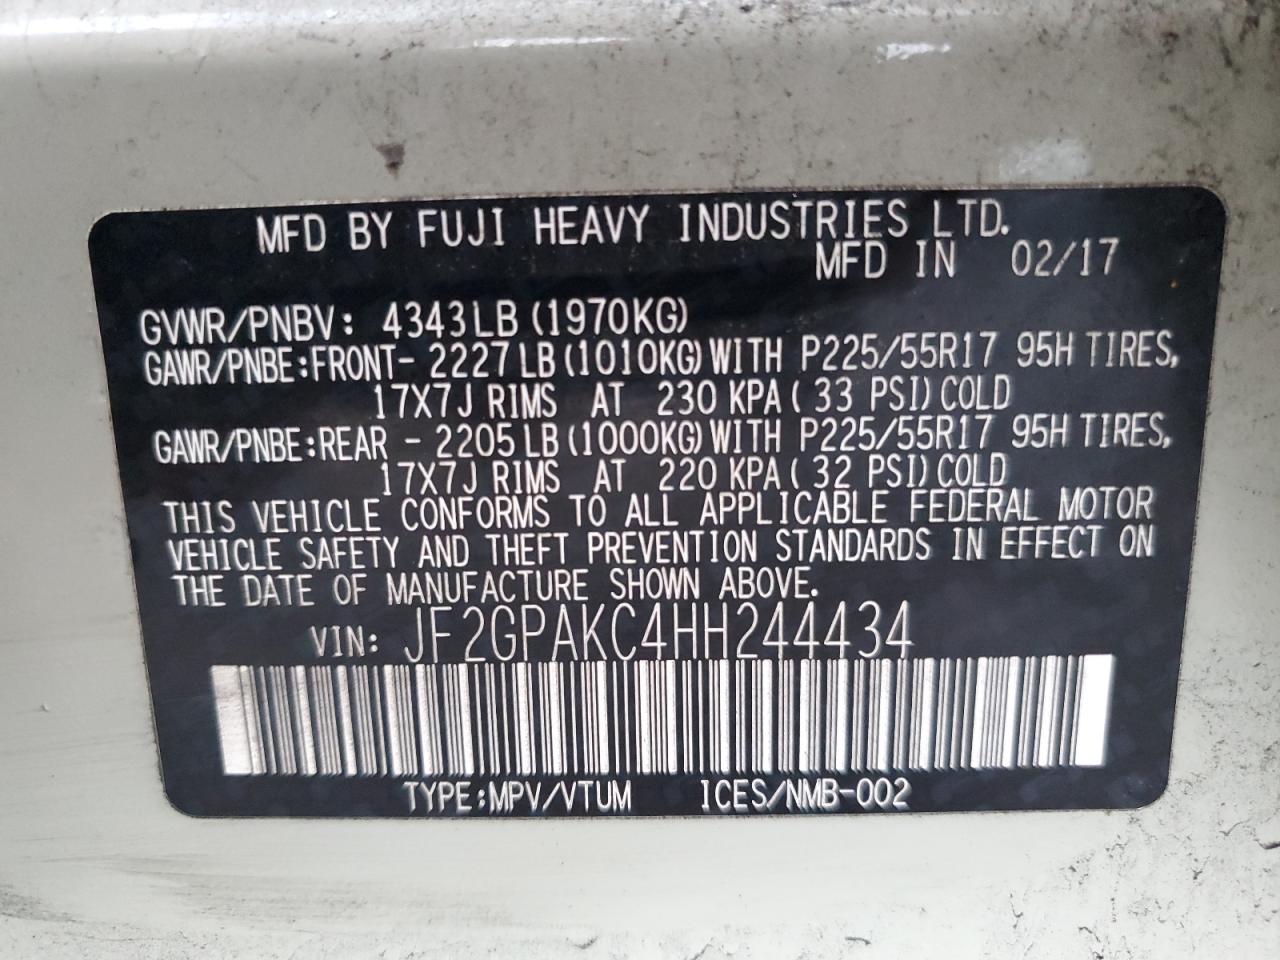 MFD BY FUJI HEAVY INDUSTRIES LTD.
MFD IN 02/17
GVWR/PNBV: 4343LB (1970KG)
GAWR/PNBE:FRONT- 2227LB (1010KG) WITH P225/55R17 95H TIRES,
17X7J RIMS AT 230 KPA ( 33 PSI) COLD
GAWR/PNBE:REAR - 2205LB (1000KG) WITH P225/55R17 95H TIRES,
17X7J RIMS AT 220 KPA ( 32 PSI) COLD
THIS VEHICLE CONFORMS TO ALL APPLICABLE FEDERAL MOTOR
VEHICLE SAFETY AND THEFT PREVENTION STANDARDS IN EFFECT ON
THE DATE OF MANUFACTURE SHOWN ABOVE.
VIN: JF2GPAKC4HH244434
TYPE:MPV/VTUM ICES/NMB-002